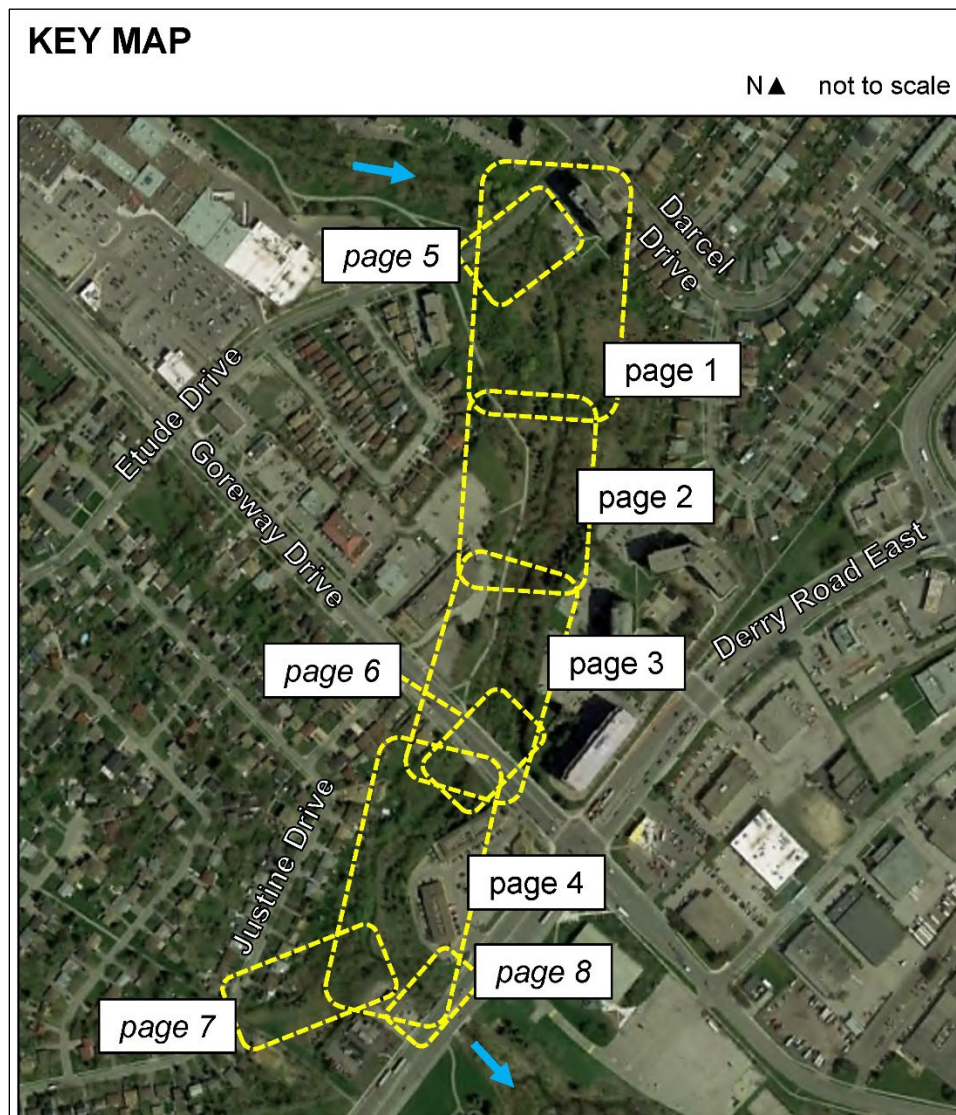 KEY MAP
N▲ not to scale
Darcel
Drive
page 5
page 1
Etude Drive
Goreway Drive
page 2
Derry Road East
page 6
page 3
Justine Drive
page 4
page 8
page 7